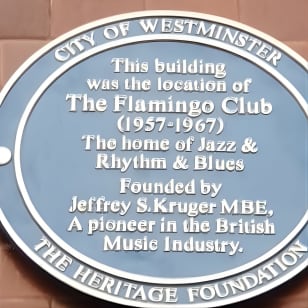 CITY OF WESTMINSTER
This building
was the location of
The Flamingo Club
(1957-1967)
The home of Jazz &
Rhythm & Blues
Founded by
Jeffrey S.Kruger MBE,
A pioneer in the British
Music Industry.
THE HERITAGE FOUNDATION